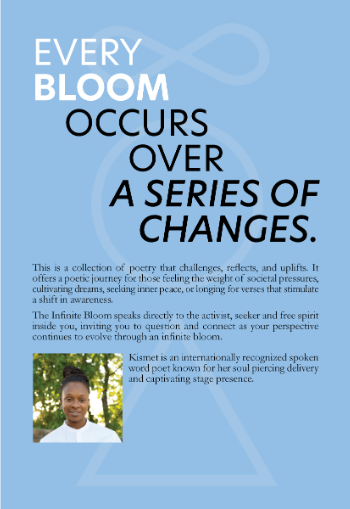 EVERY
BLOOM
OCCURS
OVER
A SERIES OF
CHANGES.
This is a collection of poetry that challenges, reflects, and uplifts. It
offers a poetic journey for those feeling the weight of societal pressures,
cultivating dreams, seeking inner peace, or longing for verses that stimulate
a shift in awareness.
The Infinite Bloom speaks directly to the activist, seeker and free spirit
inside you, inviting you to question and connect as your perspective
continues to evolve through an infinite bloom.
Kismet is an internationally recognized spoken
word poet known for her soul piercing delivery
and captivating stage presence.